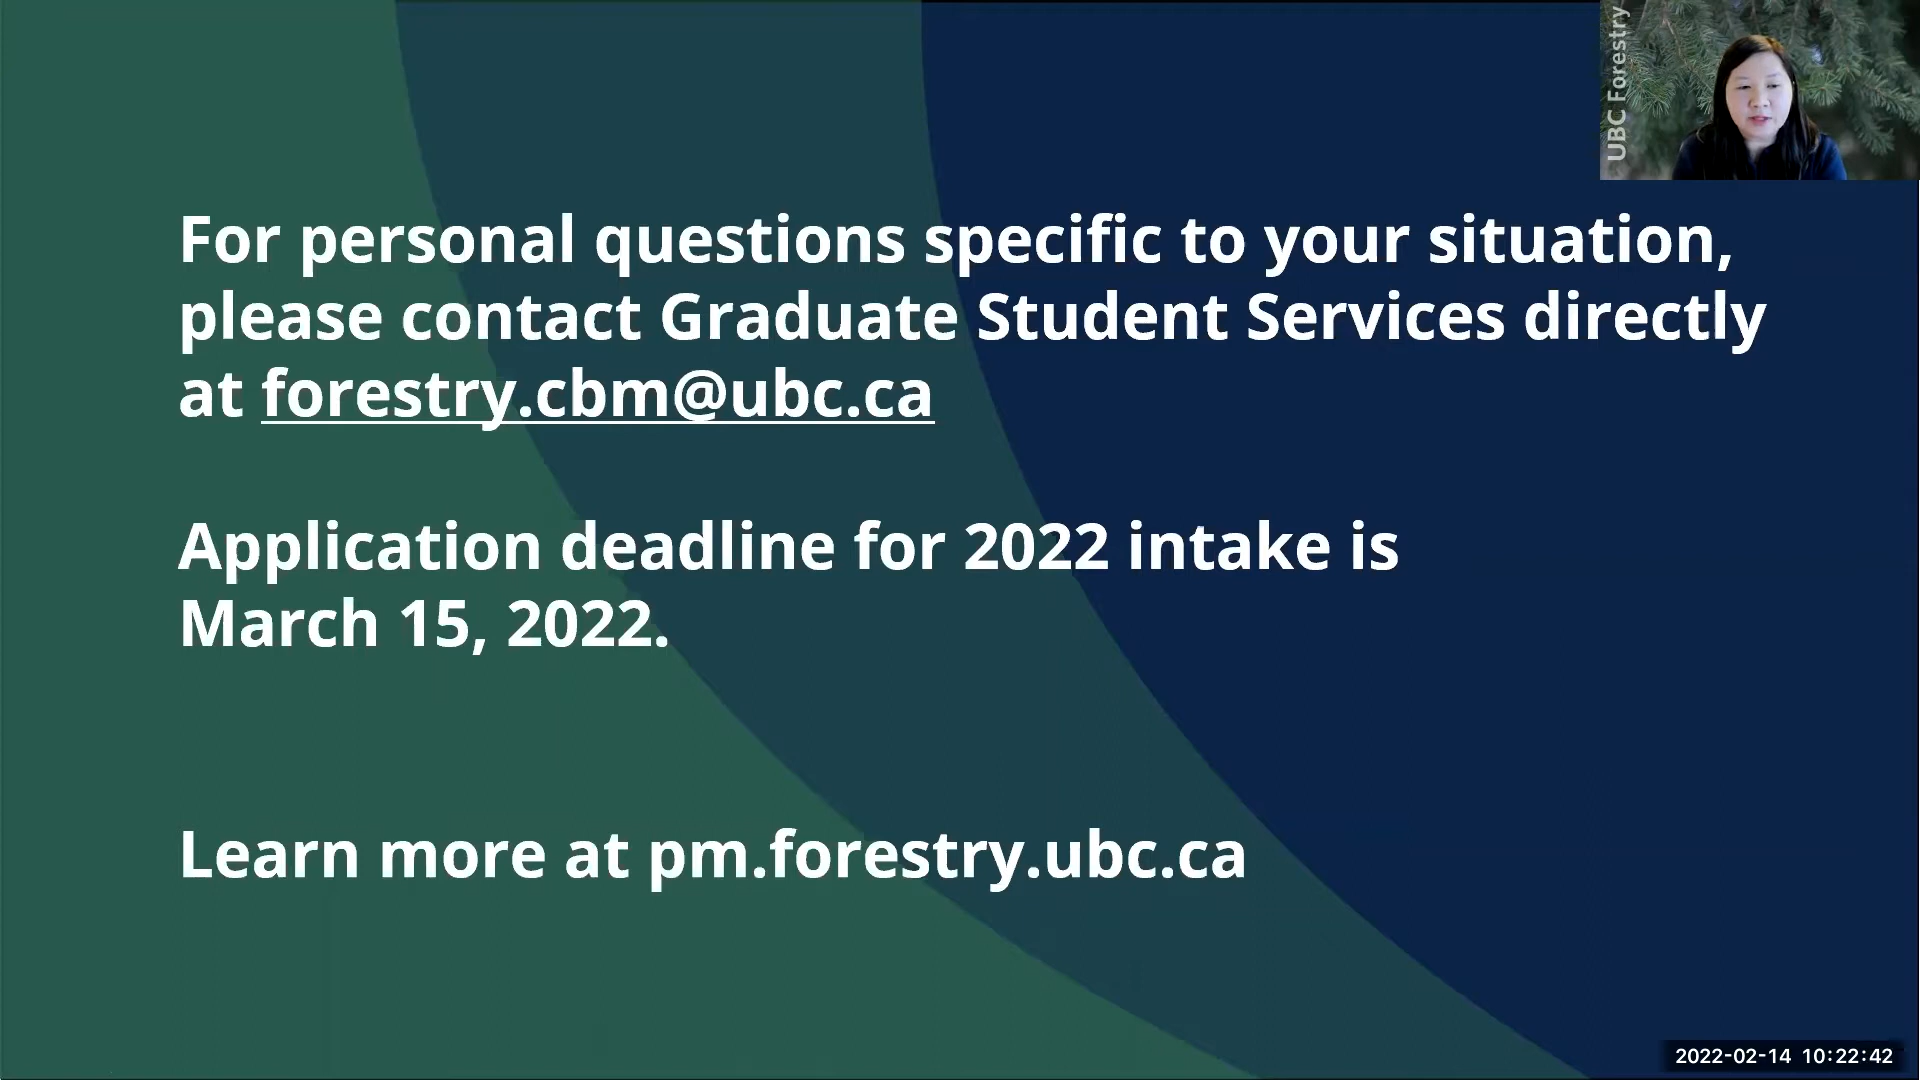 UBC Forestry
For personal questions specific to your situation,
please contact Graduate Student Services directly
at forestry.cbm@ubc.ca
Application deadline for 2022 intake is
March 15, 2022.
Learn more at pm.forestry.ubc.ca
2022-02-14 10:22:42